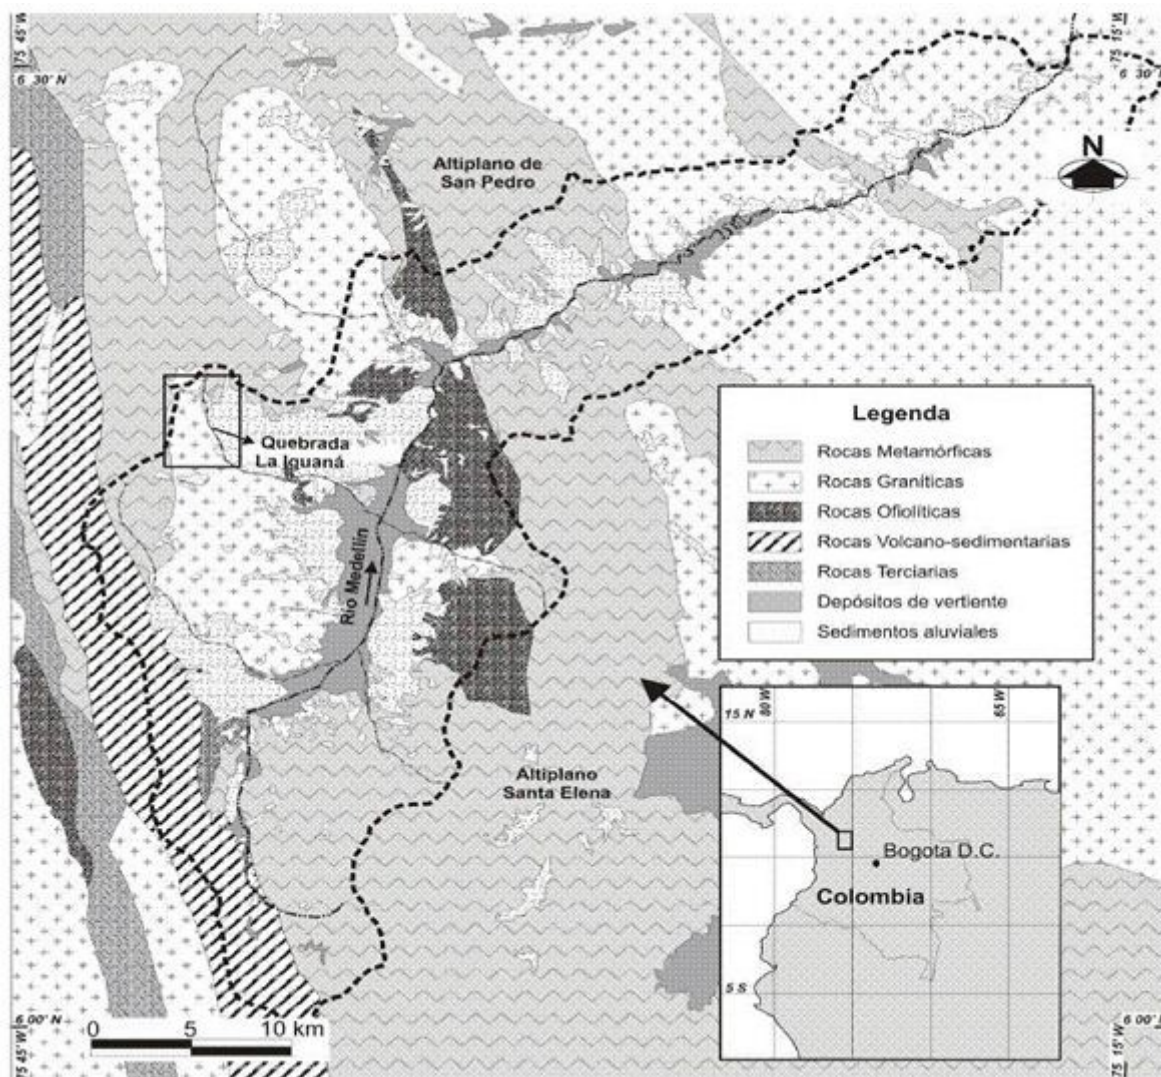 75 45' W
6 30' N
75 15' W
6 30'
N
Altiplano de
San Pedro
Quebrada
La Iguaná
Río Medellín
Legenda
Rocas Metamórficas
Rocas Graníticas
Rocas Ofiolíticas
Rocas Volcano-sedimentarias
Rocas Terciarias
Depósitos de vertiente
Sedimentos aluviales
Altiplano
Santa Elena
15 N
80 W
65 W
Bogota D.C.
Colombia
5 S
6 00' N
0 5 10 km
75 45' W
6 00'
75 15' W